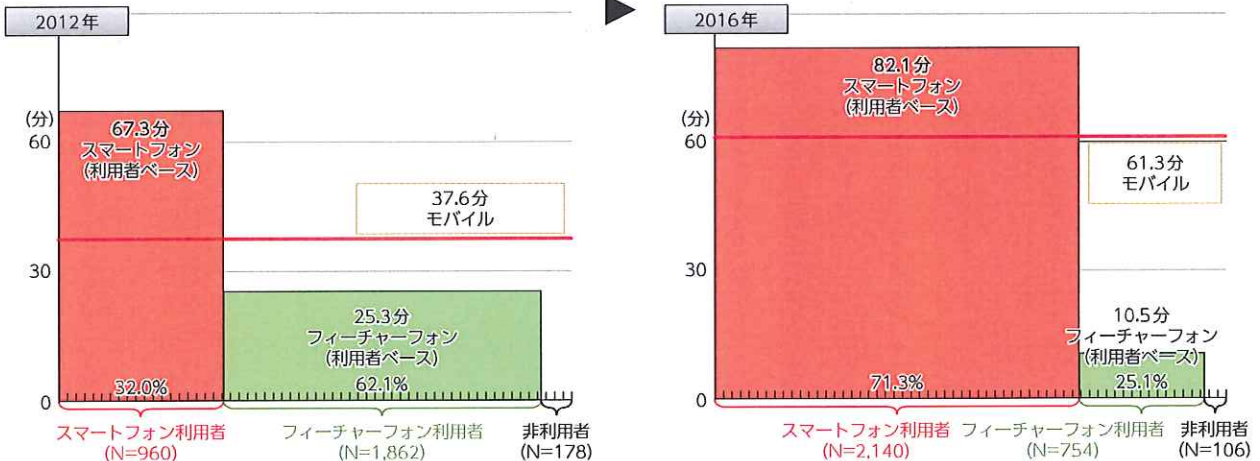 2012年
(分)
60
30
0
67.3分
スマートフォン
(利用者ベース)
37.6分
モバイル
25.3分
フィーチャーフォン
(利用者ベース)
32.0%
62.1%
スマートフォン利用者
(N=960)
フィーチャーフォン利用者
(N=1,862)
非利用者
(N=178)
2016年
(分)
60
30
0
82.1分
スマートフォン
(利用者ベース)
61.3分
モバイル
10.5分
フィーチャーフォン
(利用者ベース)
71.3%
25.1%
スマートフォン利用者
(N=2,140)
フィーチャーフォン利用者
(N=754)
非利用者
(N=106)